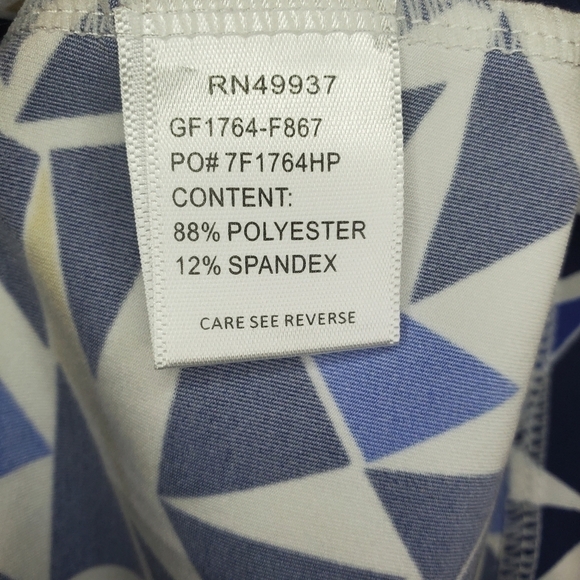 RN49937
GF1764-F867
PO# 7F1764HP
CONTENT:
88% POLYESTER
12% SPANDEX
CARE SEE REVERSE